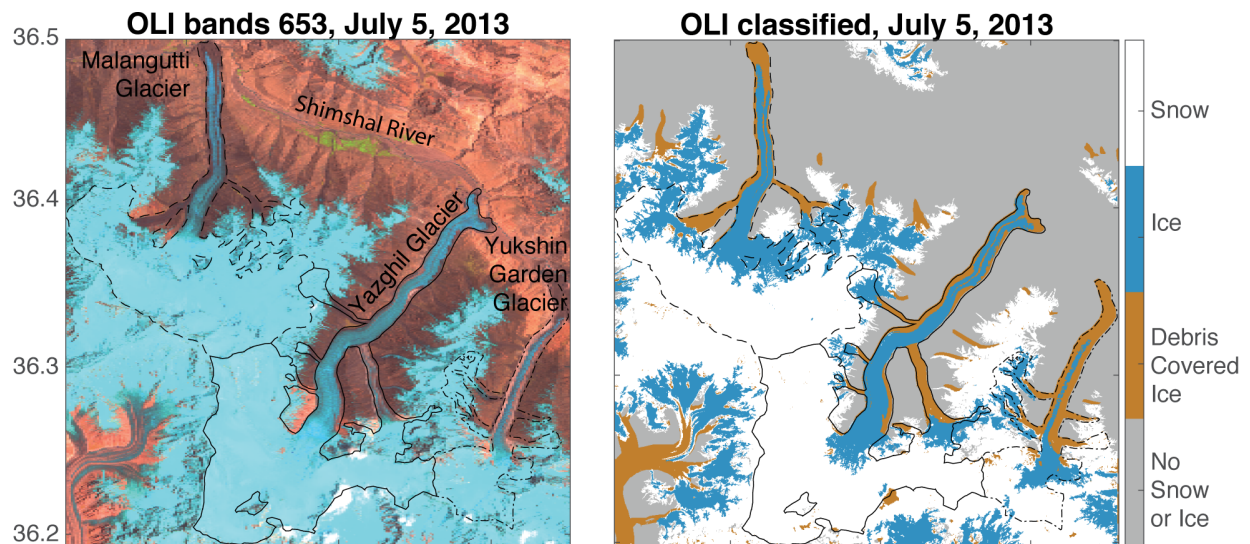 OLI bands 653, July 5, 2013
OLI classified, July 5, 2013
36.5
36.4
36.3
36.2
Malangutti
Glacier
Shimshal River
Yazghil Glacier
Yukshin
Garden
Glacier
Snow
Ice
Debris
Covered
Ice
No
Snow
or Ice